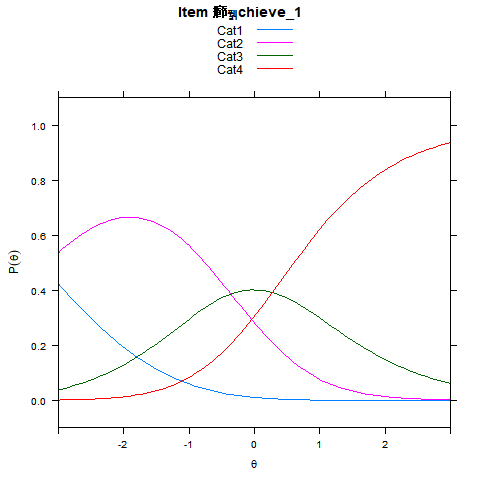 Item chieve_1
Cat1
Cat2
Cat3
Cat4
1.0
0.8
0.6
0.4
0.2
0.0
P(θ)
-2 -1 0 1 2
θ